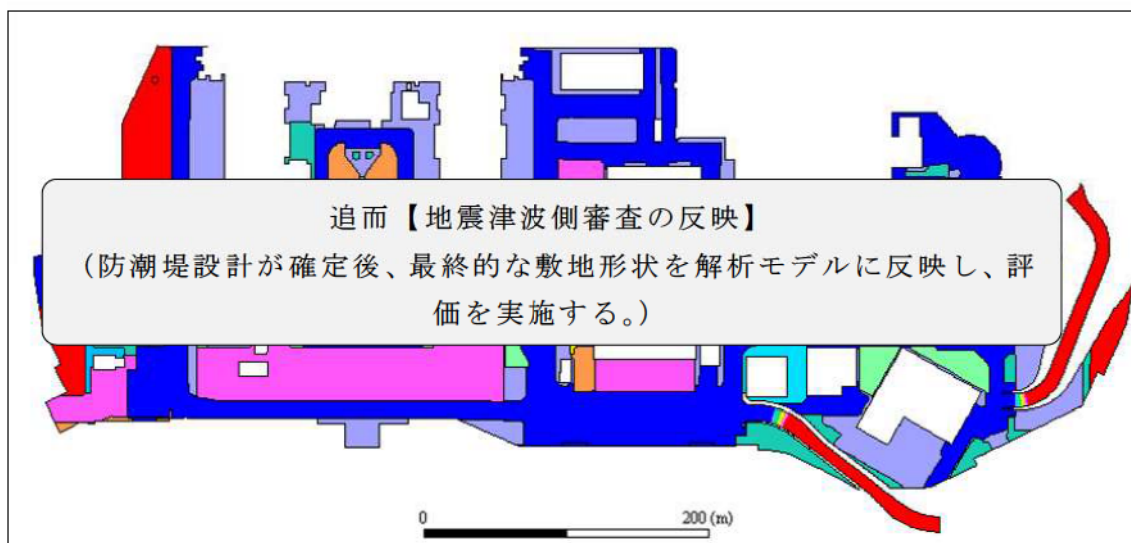 追而【地震津波側審査の反映】
(防潮堤設計が確定後、最終的な敷地形状を解析モデルに反映し、評
価を実施する。)
0 200 (m)